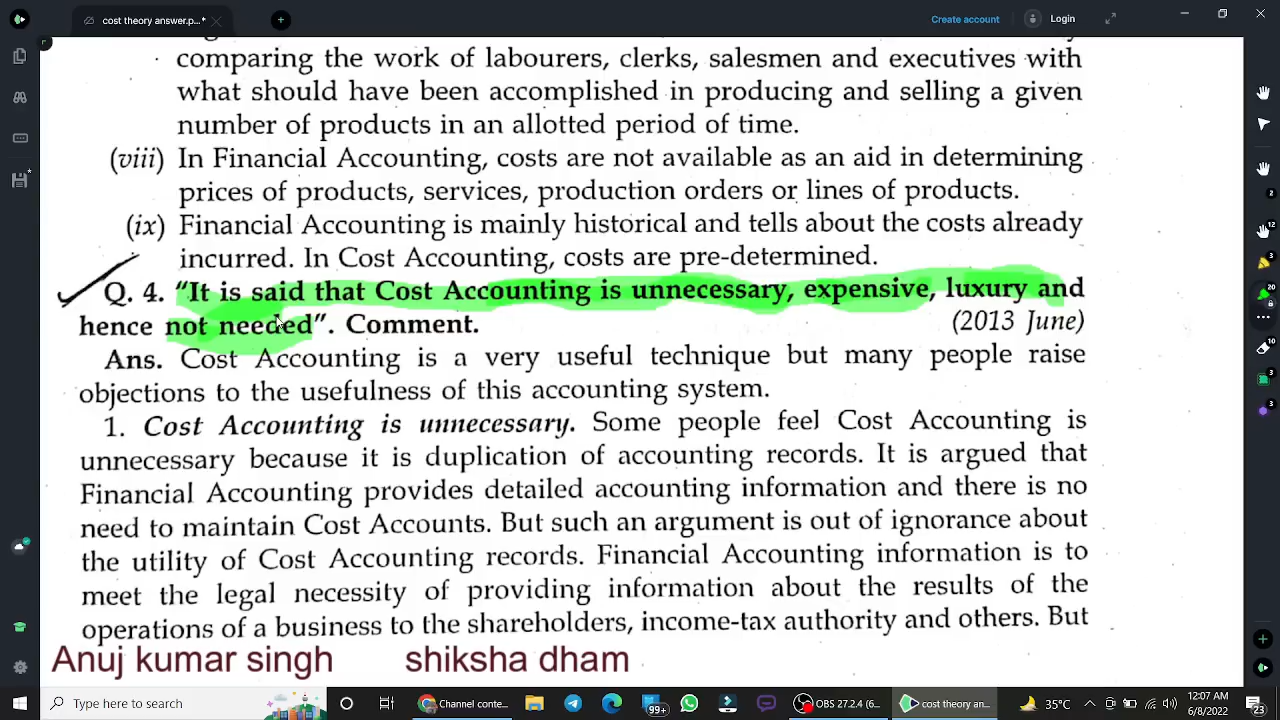 cost theory answer.p...
Create account
Login
comparing the work of labourers, clerks, salesmen and executives with
what should have been accomplished in producing and selling a given
number of products in an allotted period of time.
(viii) In Financial Accounting, costs are not available as an aid in determining
prices of products, services, production orders or lines of products.
(ix) Financial Accounting is mainly historical and tells about the costs already
incurred. In Cost Accounting, costs are pre-determined.
Q. 4. “It is said that Cost Accounting is unnecessary, expensive, luxury and
hence not needed”. Comment. (2013 June)
Ans. Cost Accounting is a very useful technique but many people raise
objections to the usefulness of this accounting system.
1. Cost Accounting is unnecessary. Some people feel Cost Accounting is
unnecessary because it is duplication of accounting records. It is argued that
Financial Accounting provides detailed accounting information and there is no
need to maintain Cost Accounts. But such an argument is out of ignorance about
the utility of Cost Accounting records. Financial Accounting information is to
meet the legal necessity of providing information about the results of the
operations of a business to the shareholders, income-tax authority and others. But
Anuj kumar singh shiksha dham
2
12
3
20
10
3
3
Type here to search
Channel conte...
99+
OBS 27.2.4 (6...
cost theory an...
35°C
ENG
12:07 AM
6/8/2022